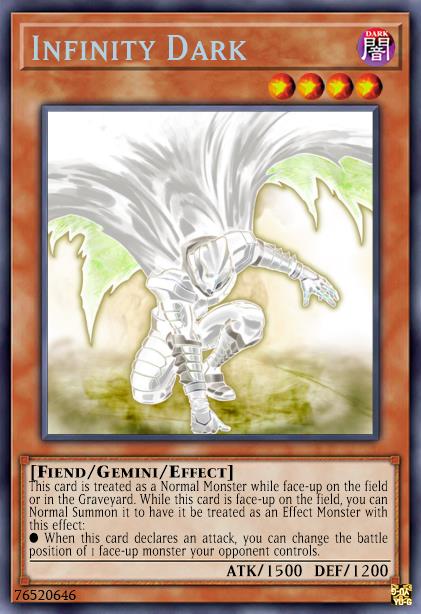 Infinity Dark
DARK
闇
[Fiend/Gemini/Effect]
This card is treated as a Normal Monster while face-up on the field
or in the Graveyard. While this card is face-up on the field, you can
Normal Summon it to have it be treated as an Effect Monster with
this effect:
● When this card declares an attack, you can change the battle
position of 1 face-up monster your opponent controls.
ATK/1500 DEF/1200
76520646